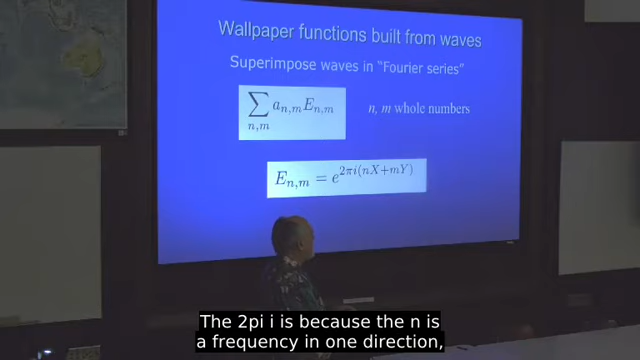 Wallpaper functions built from waves
Superimpose waves in "Fourier series"
∑ a_{n,m} E_{n,m}
n,m
n, m whole numbers
E_{n,m} = e^{2πi(nX+mY)}
The 2pi i is because the n is
a frequency in one direction,